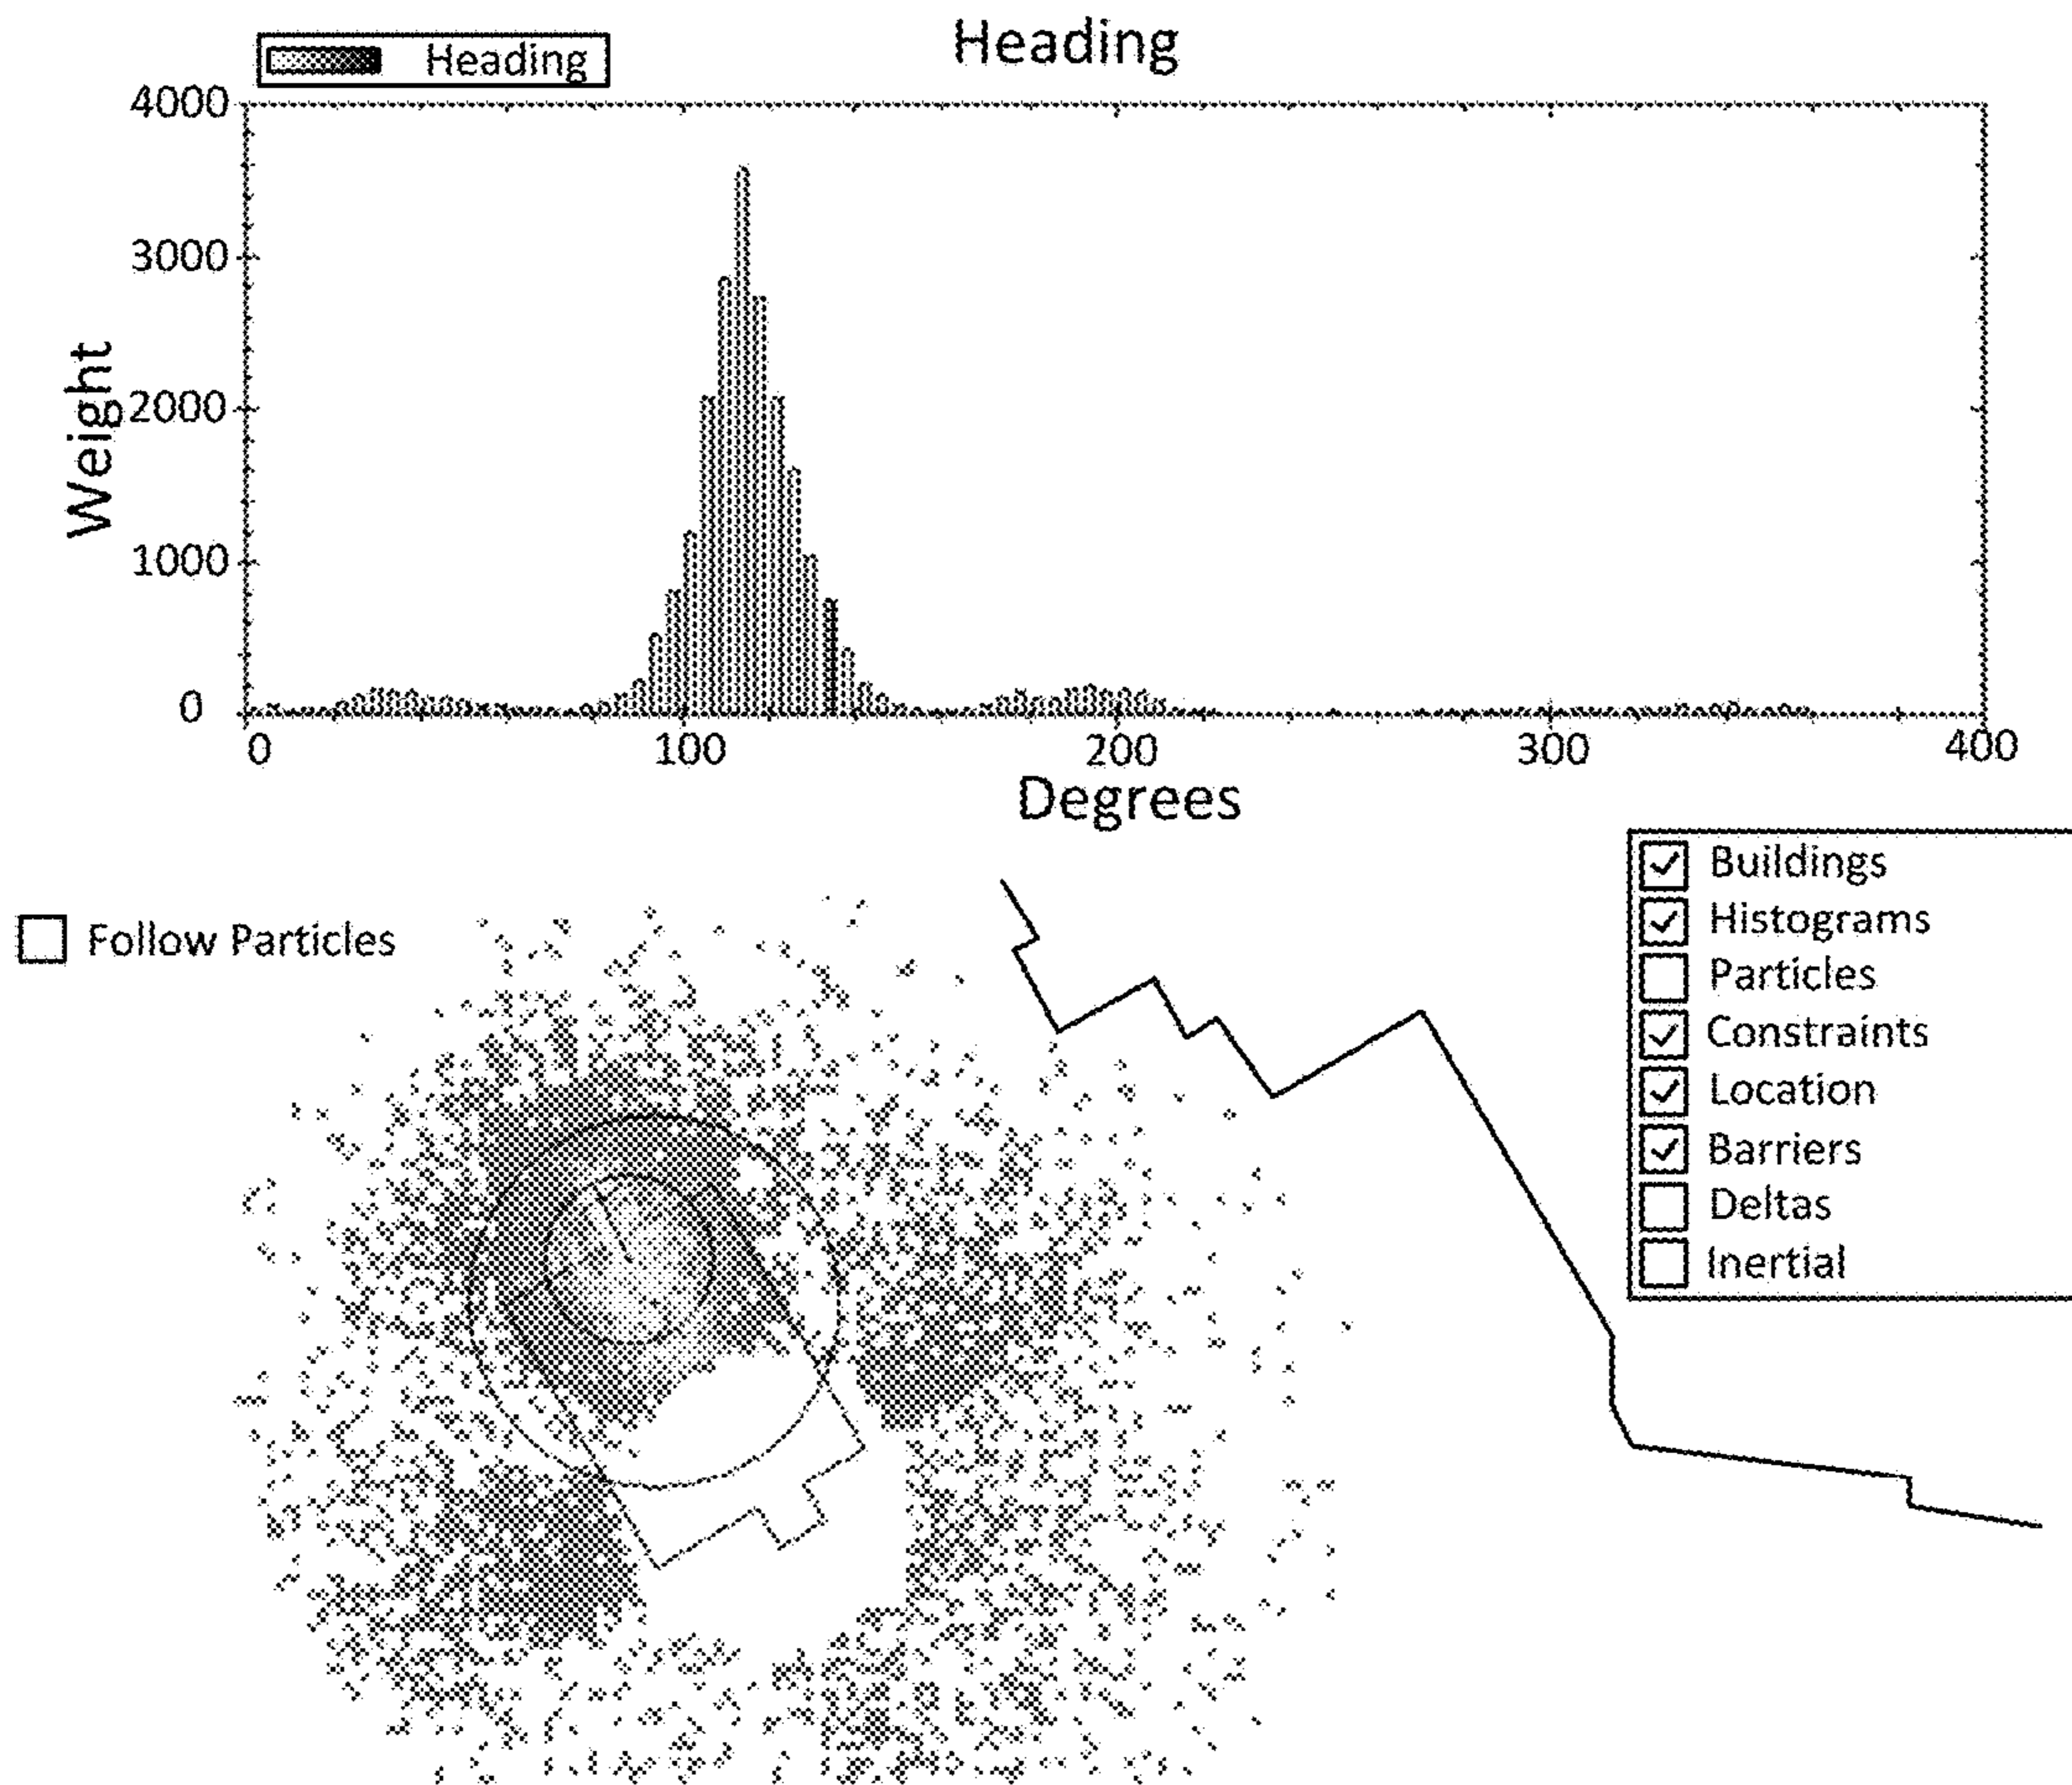 Heading
Heading
4000
3000
2000
1000
0
Weight
0 100 200 300 400
Degrees
Follow Particles
Buildings
Histograms
Particles
Constraints
Location
Barriers
Deltas
Inertial